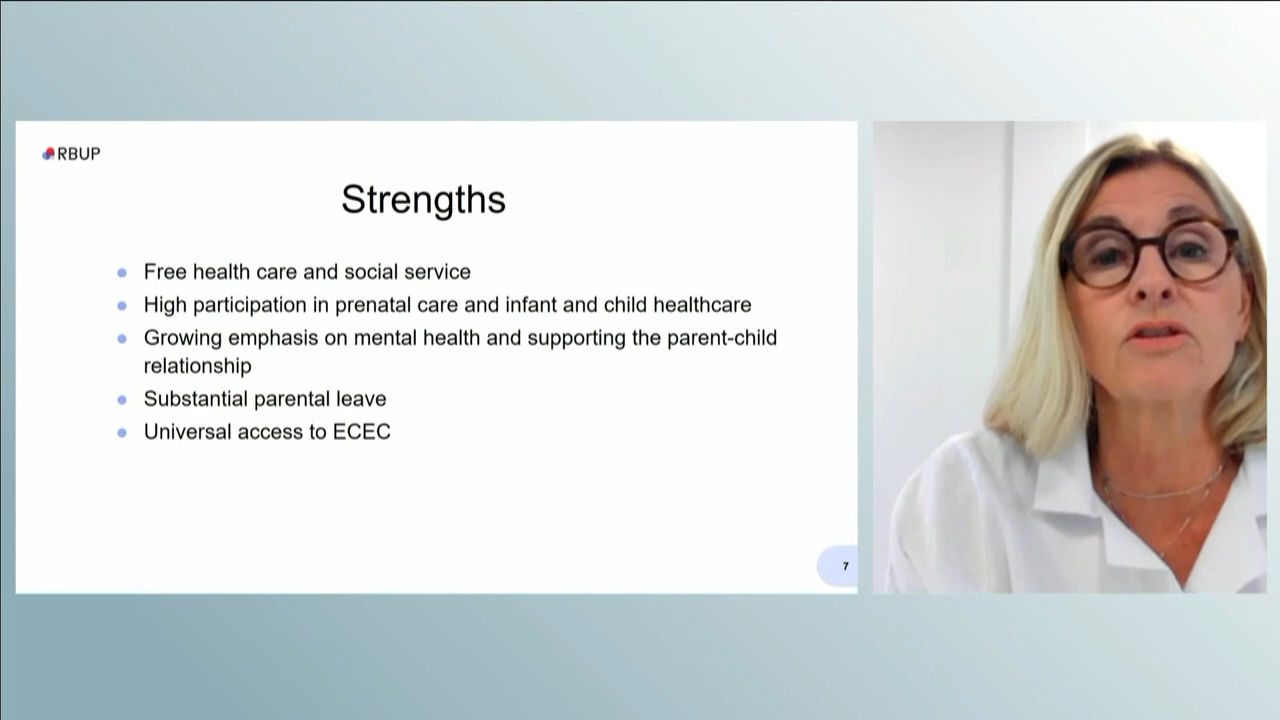 RBUP
Strengths
Free health care and social service
High participation in prenatal care and infant and child healthcare
Growing emphasis on mental health and supporting the parent-child
relationship
Substantial parental leave
Universal access to ECEC
7